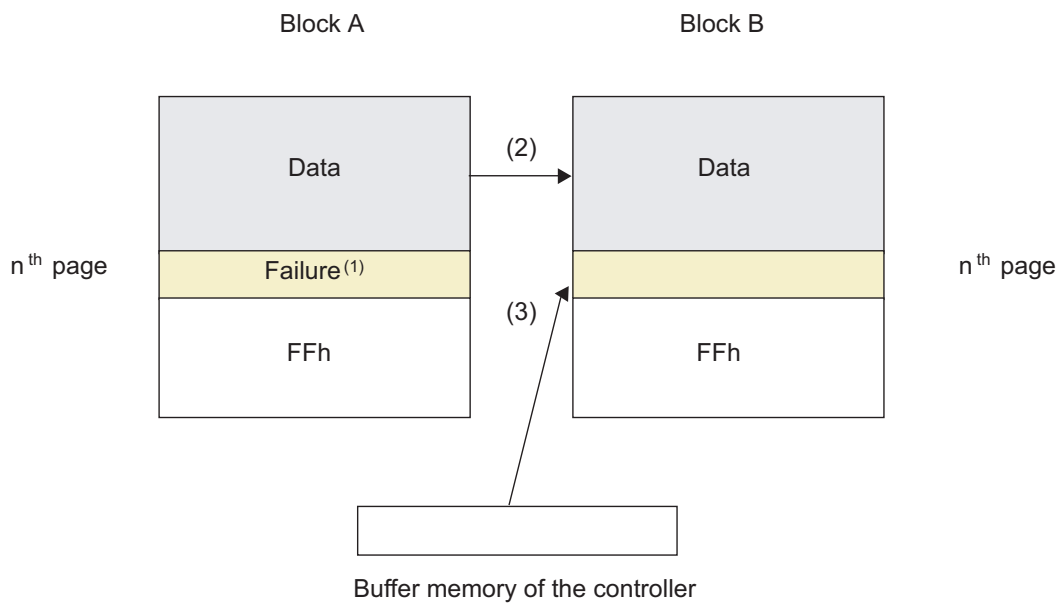 Block A
Block B
Data
(2)
Data
n th page
Failure (1)
n th page
(3)
FFh
FFh
Buffer memory of the controller